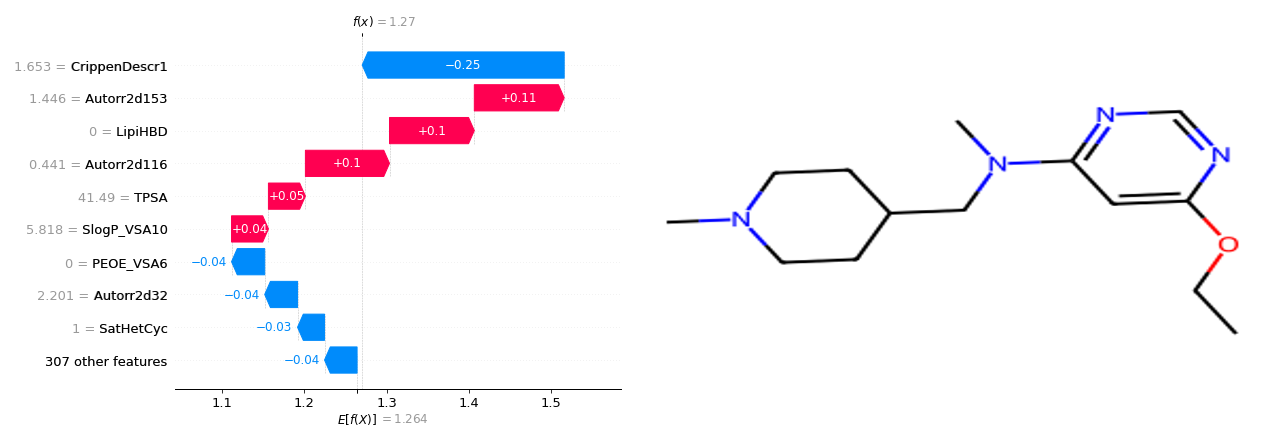 f(x) = 1.27
1.653 = CrippenDescr1
−0.25
1.446 = Autorr2d153
+0.11
0 = LipiHBD
+0.1
0.441 = Autorr2d116
+0.1
41.49 = TPSA
+0.05
5.818 = SlogP_VSA10
+0.04
0 = PEOE_VSA6
−0.04
2.201 = Autorr2d32
−0.04
1 = SatHetCyc
−0.03
307 other features
−0.04
1.1 1.2 1.3 1.4 1.5
E[f(X)] = 1.264
N
N
N
N
O